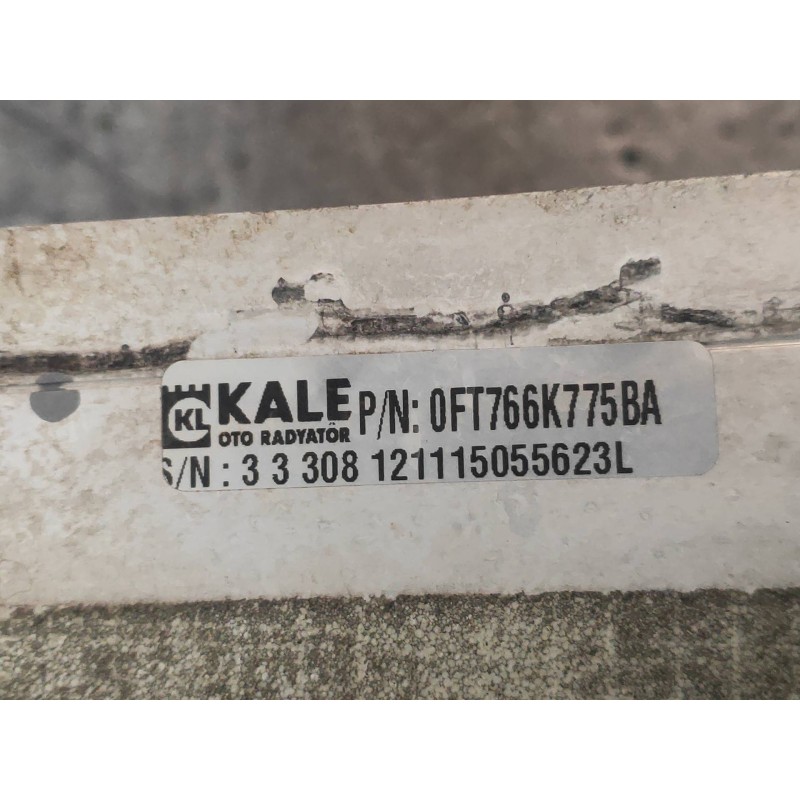 KL KALE P/N: 0FT766K775BA
OTO RADYATÖR
S/N : 3 3 308 121115055623L